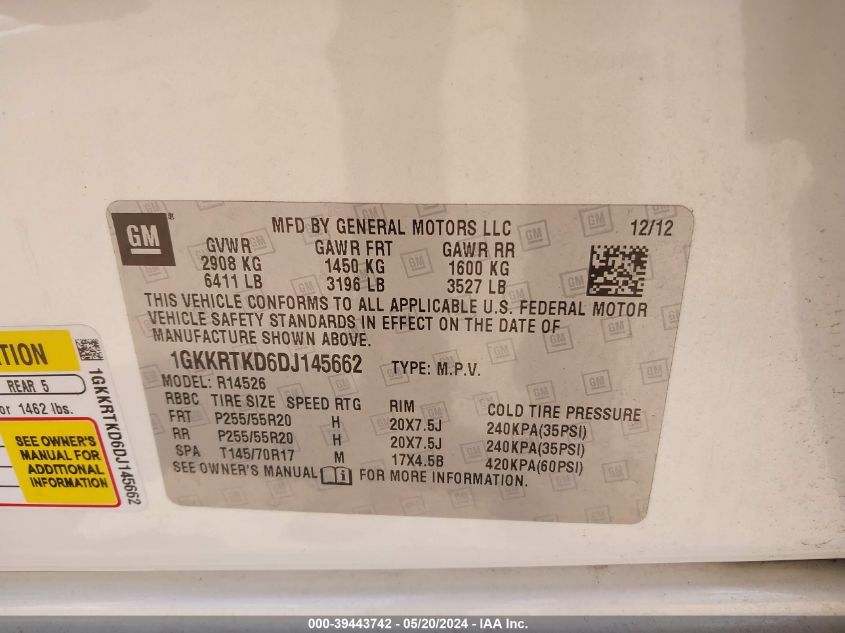 GM
MFD BY GENERAL MOTORS LLC 12/12
GVWR GAWR FRT GAWR RR
2908 KG 1450 KG 1600 KG
6411 LB 3196 LB 3527 LB
THIS VEHICLE CONFORMS TO ALL APPLICABLE U.S. FEDERAL MOTOR
VEHICLE SAFETY STANDARDS IN EFFECT ON THE DATE OF
MANUFACTURE SHOWN ABOVE.
1GKKRTKD6DJ145662 TYPE: M.P.V.
MODEL: R14526
RBBC TIRE SIZE SPEED RTG RIM COLD TIRE PRESSURE
FRT P255/55R20 H 20X7.5J 240KPA(35PSI)
RR P255/55R20 H 20X7.5J 240KPA(35PSI)
SPA T145/70R17 M 17X4.5B 420KPA(60PSI)
SEE OWNER'S MANUAL FOR MORE INFORMATION.
REAR 5
1462 lbs.
SEE OWNER'S
MANUAL FOR
ADDITIONAL
INFORMATION
1GKKRTKD6DJ145662
000-39443742 - 05/20/2024 - IAA Inc.